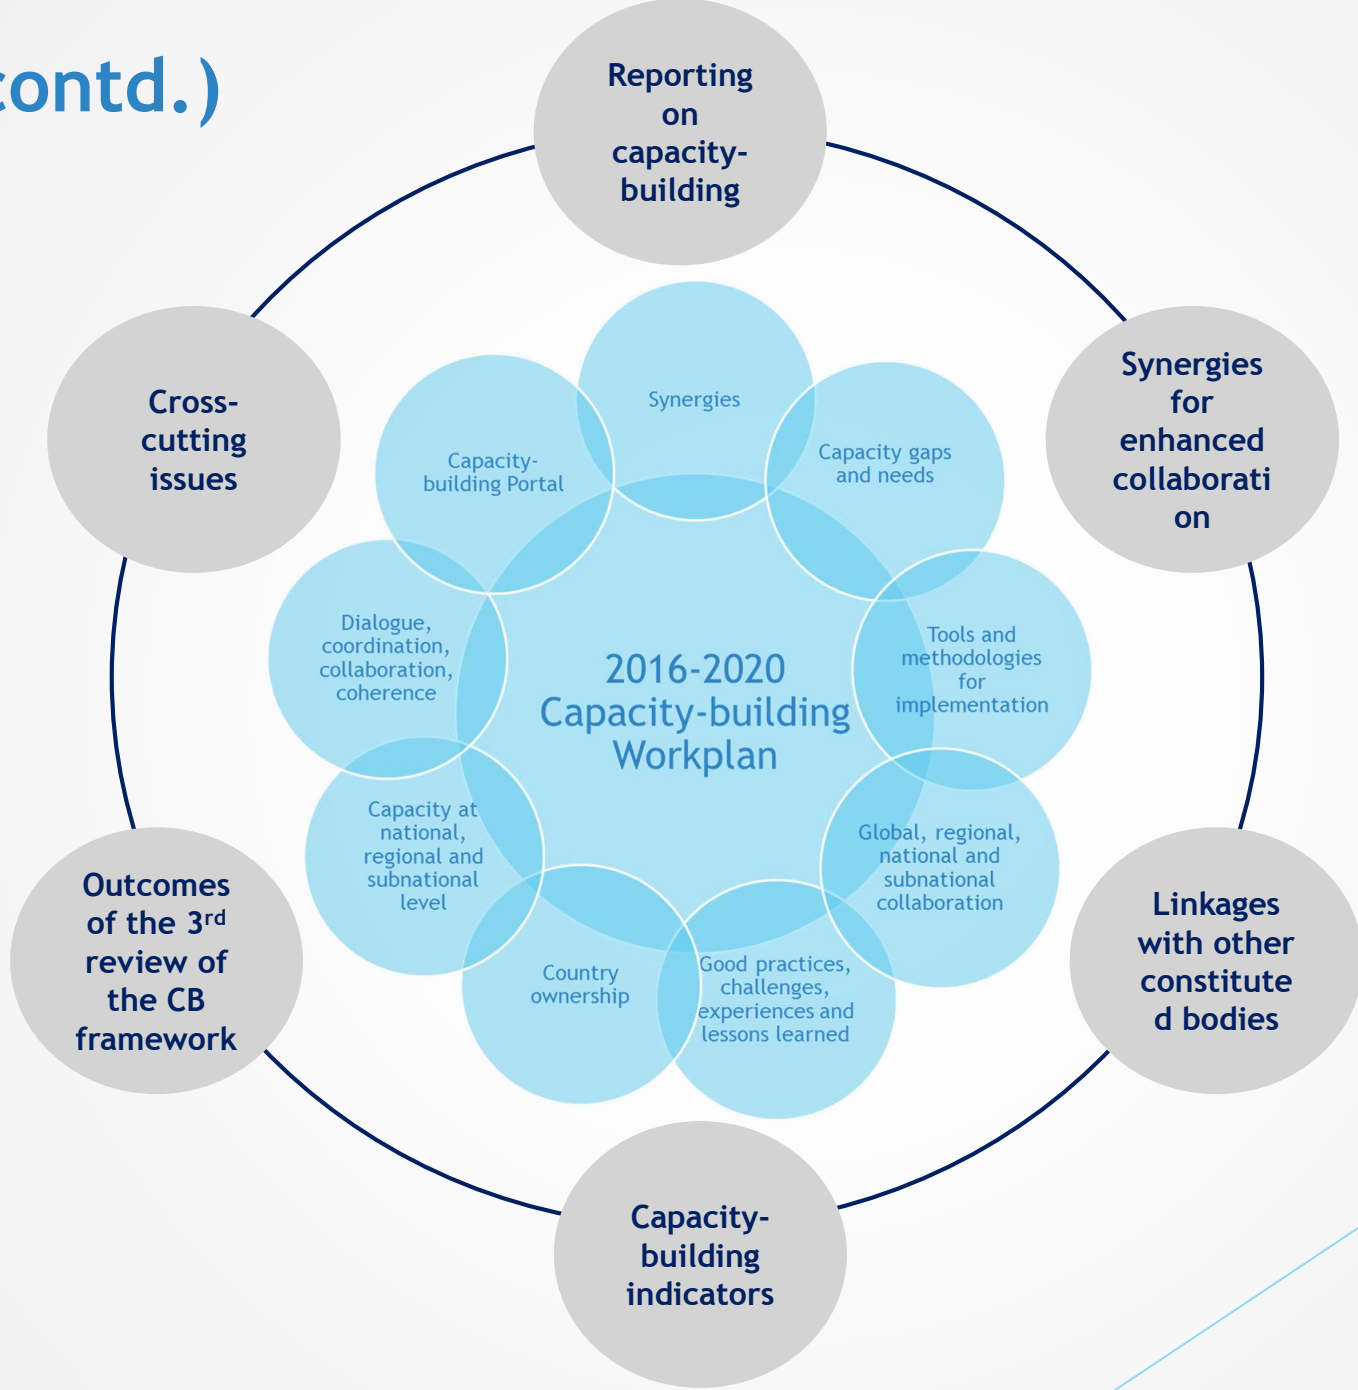 contd.)
Reporting
on
capacity-
building
Synergies
for
enhanced
collaborati
on
Linkages
with other
constitute
d bodies
Capacity-
building
indicators
Outcomes
of the 3rd
review of
the CB
framework
Cross-
cutting
issues
Synergies
Capacity gaps
and needs
Tools and
methodologies
for
implementation
Global, regional,
national and
subnational
collaboration
Good practices,
challenges,
experiences and
lessons learned
Country
ownership
Capacity at
national,
regional and
subnational
level
Dialogue,
coordination,
collaboration,
coherence
Capacity-
building Portal
2016-2020
Capacity-building
Workplan